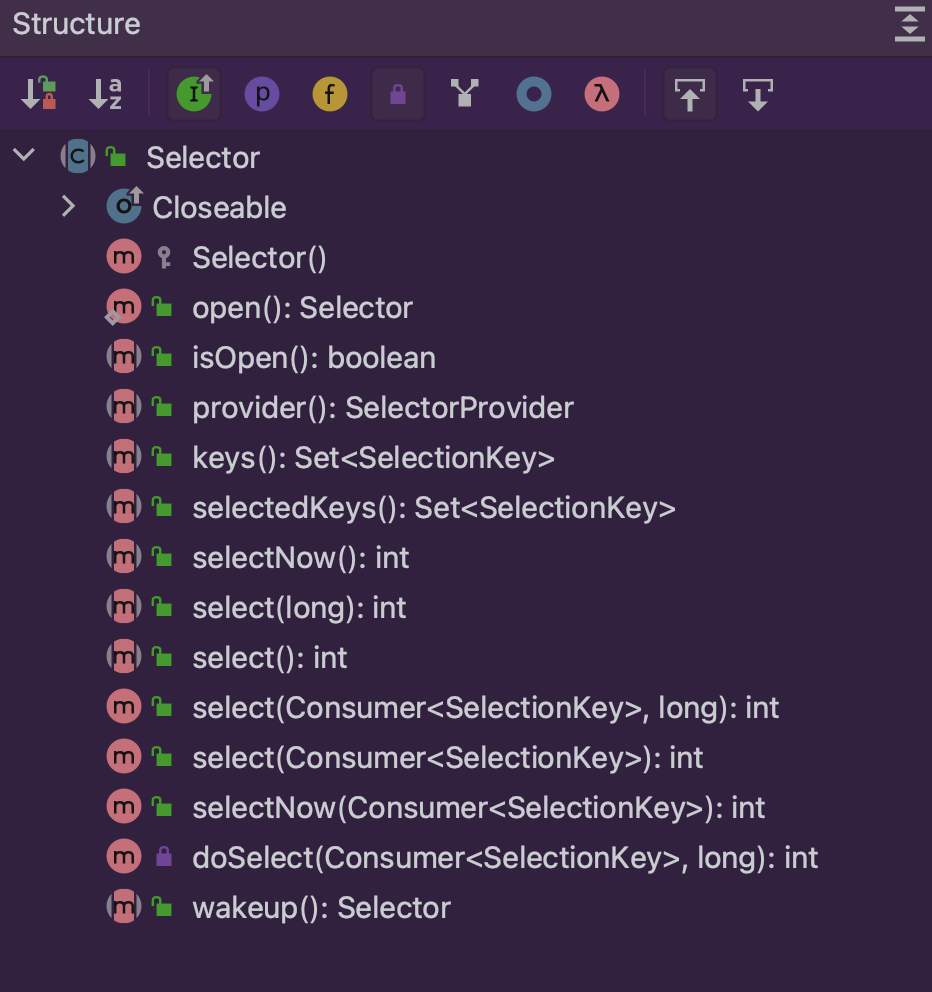 Structure
Selector
Closeable
Selector()
open(): Selector
isOpen(): boolean
provider(): SelectorProvider
keys(): Set<SelectionKey>
selectedKeys(): Set<SelectionKey>
selectNow(): int
select(long): int
select(): int
select(Consumer<SelectionKey>, long): int
select(Consumer<SelectionKey>): int
selectNow(Consumer<SelectionKey>): int
doSelect(Consumer<SelectionKey>, long): int
wakeup(): Selector